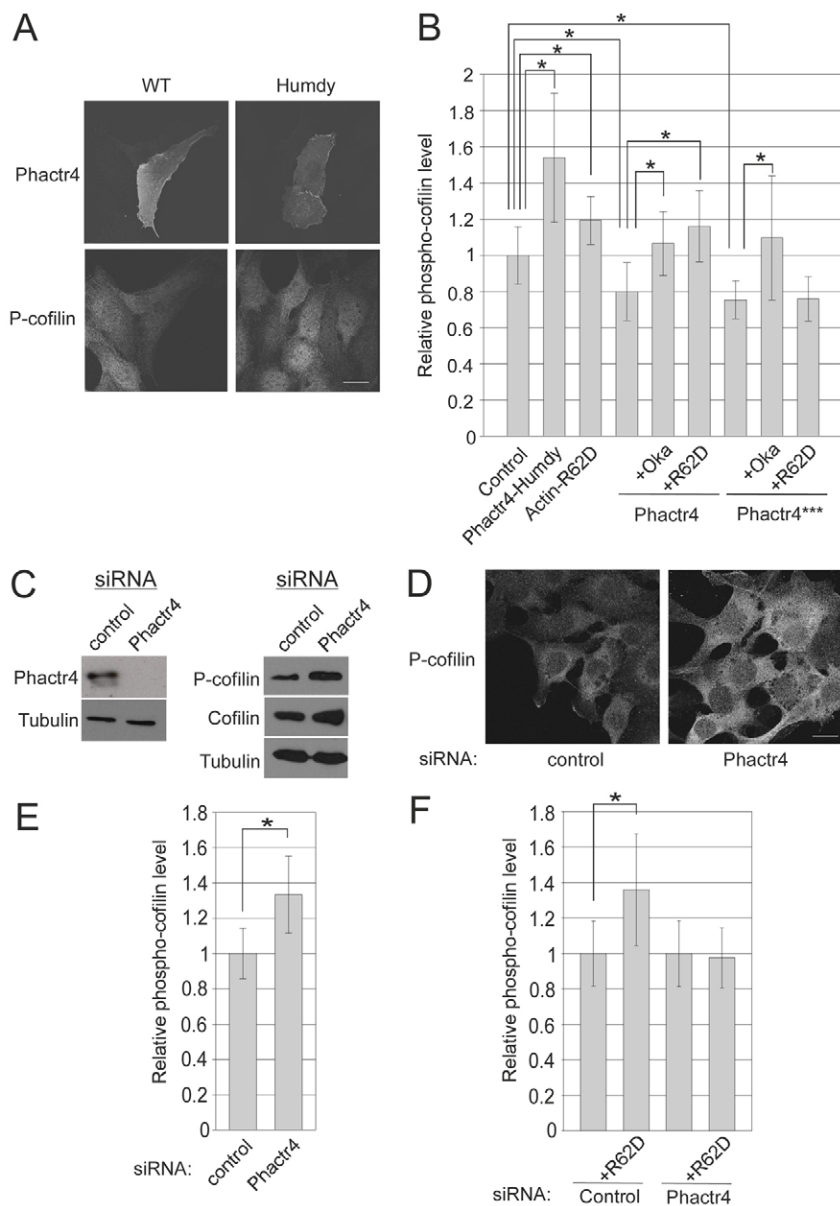 A
WT Humdy
Phactr4
P-cofilin
B
*
*
*
*
*
*
*
Relative phospho-cofilin level
2
1.8
1.6
1.4
1.2
1
0.8
0.6
0.4
0.2
0
Control
Phactr4-Humdy
Actin-R62D
+Oka
+R62D
+Oka
+R62D
Phactr4 Phactr4***
C
siRNA
control Phactr4
Phactr4
Tubulin
siRNA
control Phactr4
P-cofilin
Cofilin
Tubulin
D
P-cofilin
siRNA: control Phactr4
E
Relative phospho-cofilin level
1.8
1.6
1.4
1.2
1
0.8
0.6
0.4
0.2
0
*
siRNA: control Phactr4
F
Relative phospho-cofilin level
1.8
1.6
1.4
1.2
1
0.8
0.6
0.4
0.2
0
*
+R62D +R62D
siRNA: Control Phactr4